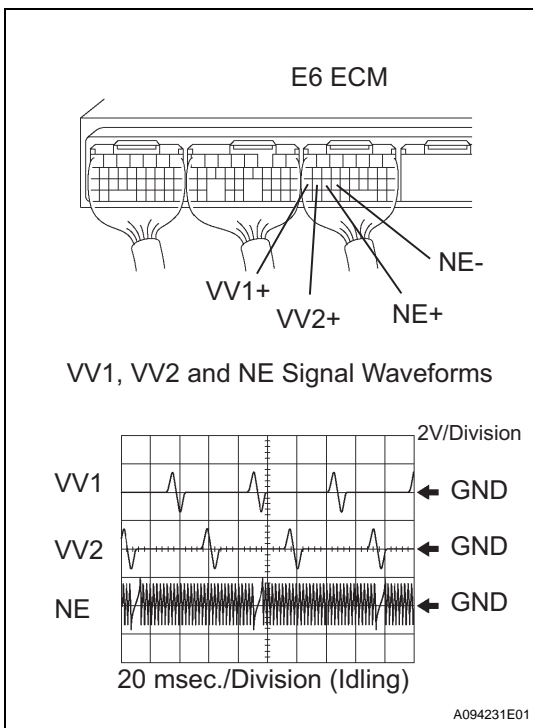 E6 ECM
NE-
VV1+
VV2+
NE+
VV1, VV2 and NE Signal Waveforms
2V/Division
VV1
GND
VV2
GND
NE
GND
20 msec./Division (Idling)
A094231E01